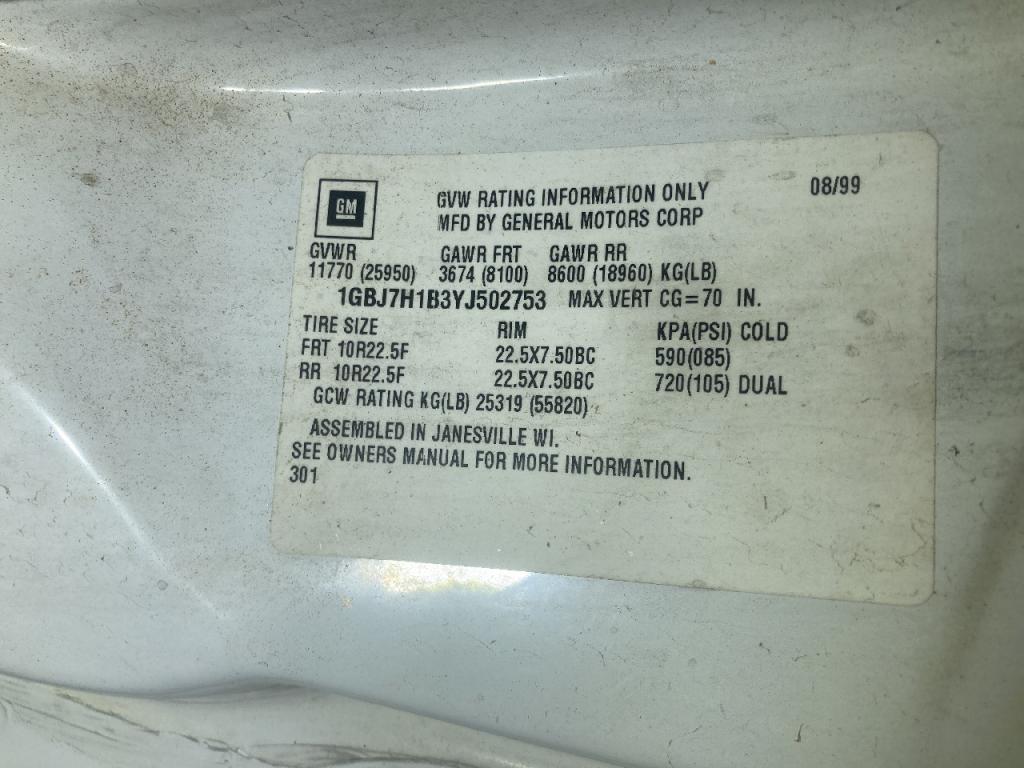 GM
GVW RATING INFORMATION ONLY 08/99
MFD BY GENERAL MOTORS CORP
GVWR GAWR FRT GAWR RR
11770 (25950) 3674 (8100) 8600 (18960) KG(LB)
1GBJ7H1B3YJ502753 MAX VERT CG=70 IN.
TIRE SIZE RIM KPA(PSI) COLD
FRT 10R22.5F 22.5X7.50BC 590(085)
RR 10R22.5F 22.5X7.50BC 720(105) DUAL
GCW RATING KG(LB) 25319 (55820)
ASSEMBLED IN JANESVILLE WI.
SEE OWNERS MANUAL FOR MORE INFORMATION.
301